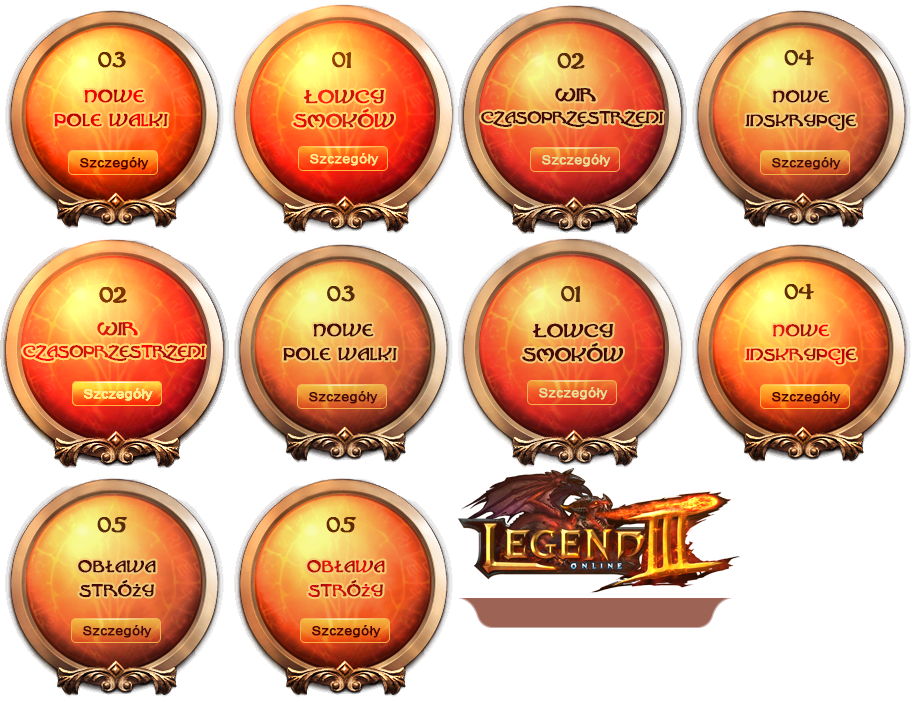 03
NOWE
POLE WALKI
Szczegóły
01
ŁOWCY
SMOKÓW
Szczegóły
02
WIR
CZASOPRZESTRZENI
Szczegóły
04
NOWE
INSKRYPCJE
Szczegóły
02
WIR
CZASOPRZESTRZENI
Szczegóły
03
NOWE
POLE WALKI
Szczegóły
01
ŁOWCY
SMOKÓW
Szczegóły
04
NOWE
INSKRYPCJE
Szczegóły
05
OBŁAWA
STRÓŻY
Szczegóły
05
OBŁAWA
STRÓŻY
Szczegóły
LEGEND III
ONLINE